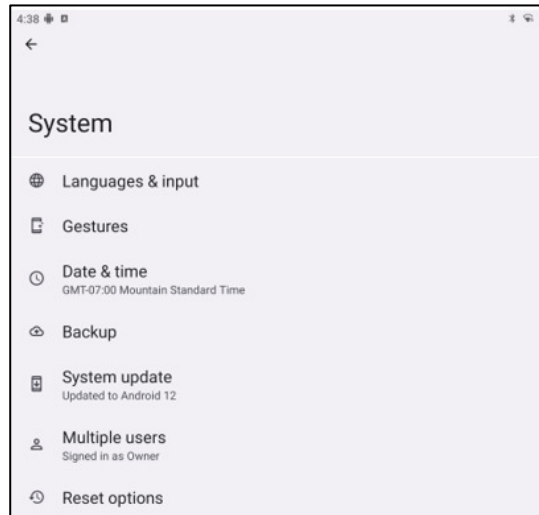 4:38
System
Languages & input
Gestures
Date & time
GMT-07:00 Mountain Standard Time
Backup
System update
Updated to Android 12
Multiple users
Signed in as Owner
Reset options